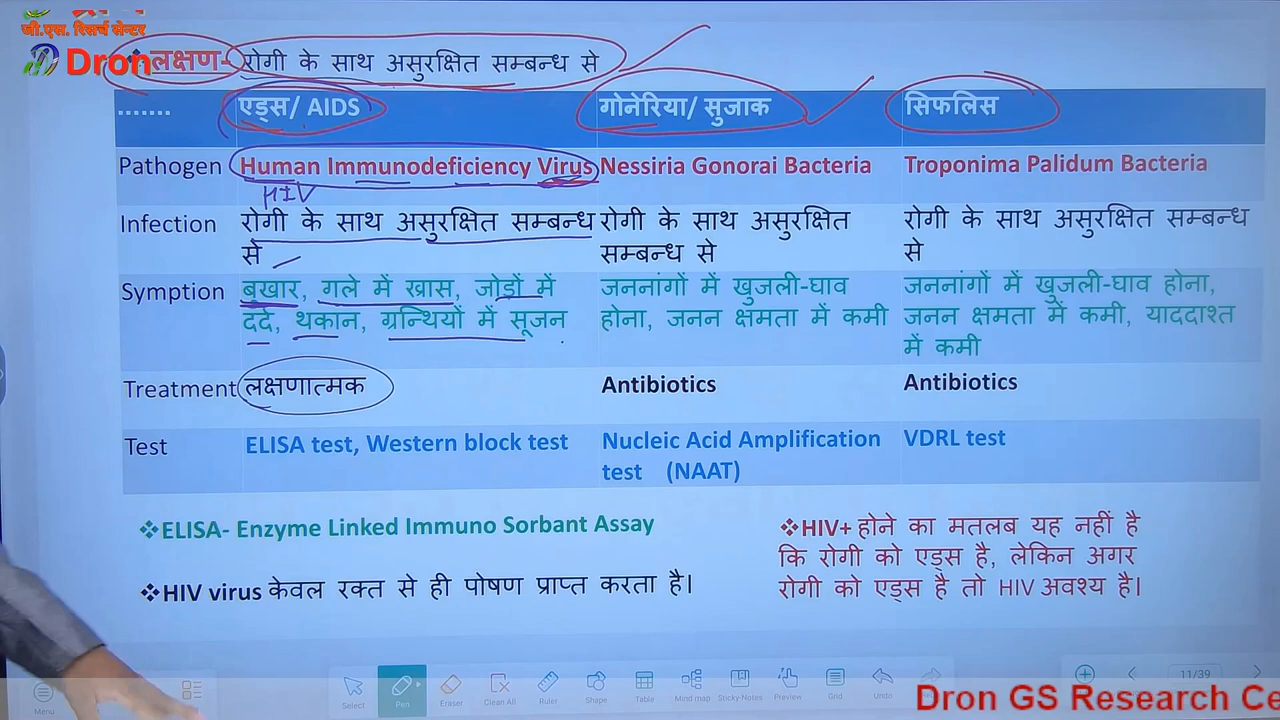 जी.एस. रिसर्च सेन्टर
Dron
लक्षण- रोगी के साथ असुरक्षित सम्बन्ध से
....... एड्स/ AIDS गोनेरिया/ सुजाक सिफलिस
Pathogen Human Immunodeficiency Virus Nessiria Gonorai Bacteria Troponima Palidum Bacteria
HIV
Infection रोगी के साथ असुरक्षित सम्बन्ध रोगी के साथ असुरक्षित रोगी के साथ असुरक्षित सम्बन्ध
से सम्बन्ध से से
Symption बुखार, गले में ख़ास, जोड़ों में जननांगों में खुजली-घाव जननांगों में खुजली-घाव होना,
दर्द, थकान, ग्रन्थियों में सूजन होना, जनन क्षमता में कमी जनन क्षमता में कमी, याददाश्त
में कमी
Treatment लक्षणात्मक Antibiotics Antibiotics
Test ELISA test, Western block test Nucleic Acid Amplification VDRL test
test (NAAT)
❖ELISA- Enzyme Linked Immuno Sorbant Assay
❖HIV virus केवल रक्त से ही पोषण प्राप्त करता है।
❖HIV+ होने का मतलब यह नहीं है
कि रोगी को एड्स है, लेकिन अगर
रोगी को एड्स है तो HIV अवश्य है।
Menu Select Pen Eraser Clean All Ruler Shape Table Mind map Sticky-Notes Preview Grid Undo 11/39
Dron GS Research Ce